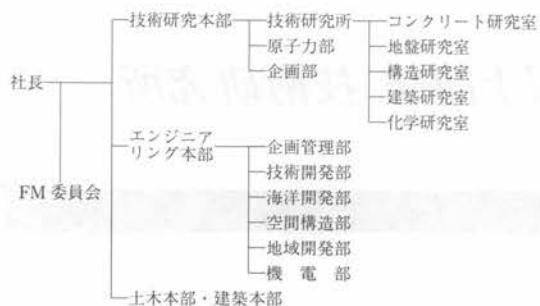 技術研究本部 技術研究所 コンクリート研究室
原子力部 地盤研究室
企画部 構造研究室
社長
建築研究室
化学研究室
エンジニア
リング本部
企画管理部
技術開発部
FM 委員会
海洋開発部
空間構造部
地域開発部
機電部
土木本部・建築本部